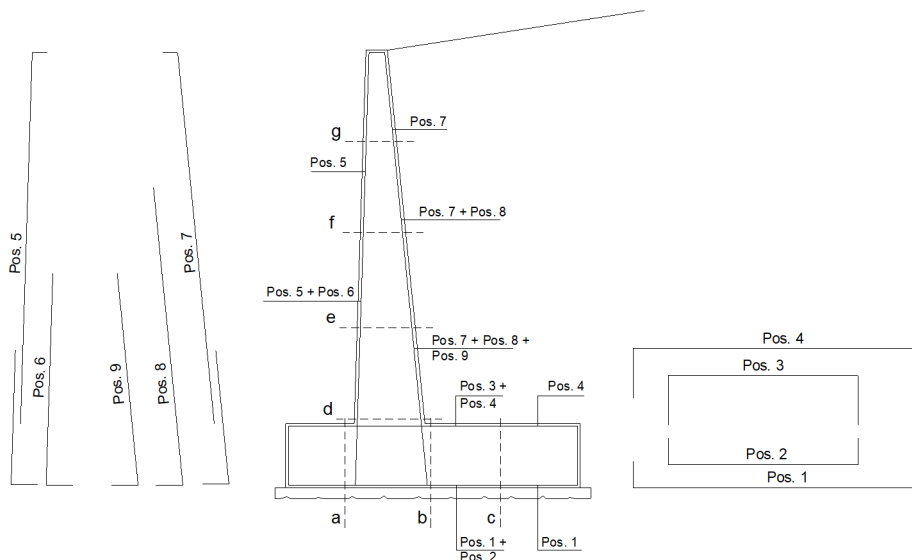 Pos. 5
Pos. 6
Pos. 9
Pos. 8
Pos. 7
g
Pos. 7
Pos. 5
f
Pos. 7 + Pos. 8
Pos. 5 + Pos. 6
e
Pos. 7 + Pos. 8 +
Pos. 9
d
Pos. 3 +
Pos. 4
Pos. 4
a
b
c
Pos. 1 +
Pos. 2
Pos. 1
Pos. 4
Pos. 3
Pos. 2
Pos. 1